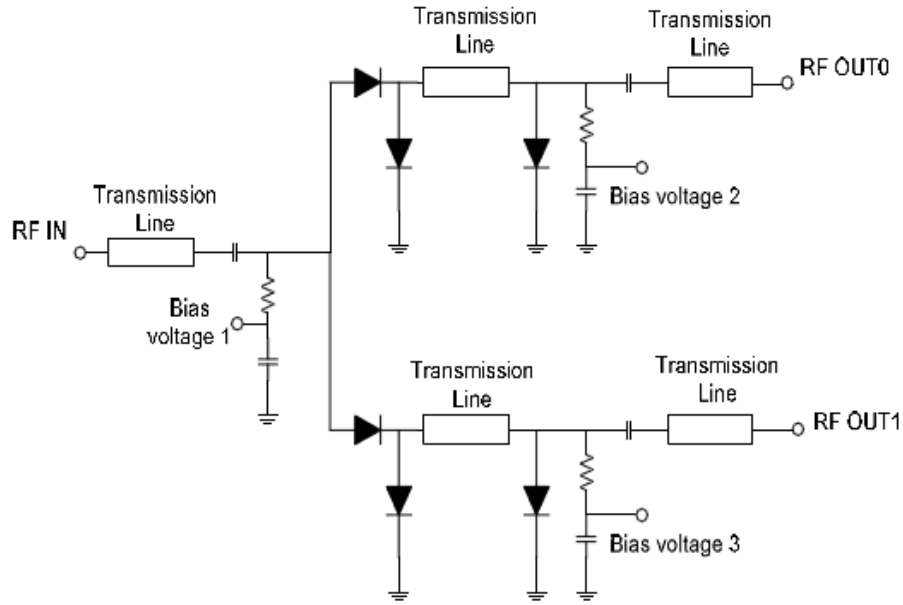 Transmission
Line
Transmission
Line
RF OUT0
Bias voltage 2
Transmission
Line
RF IN
Bias
voltage 1
Transmission
Line
Transmission
Line
RF OUT1
Bias voltage 3